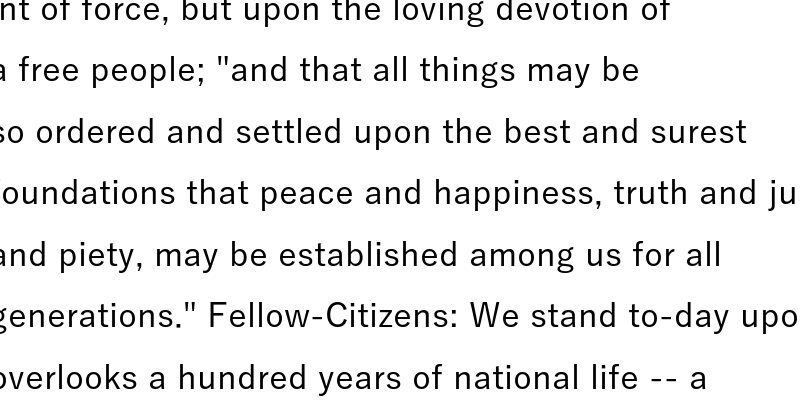 nt of force, but upon the loving devotion of
a free people; "and that all things may be
so ordered and settled upon the best and surest
foundations that peace and happiness, truth and ju
and piety, may be established among us for all
generations." Fellow-Citizens: We stand to-day upo
overlooks a hundred years of national life -- a